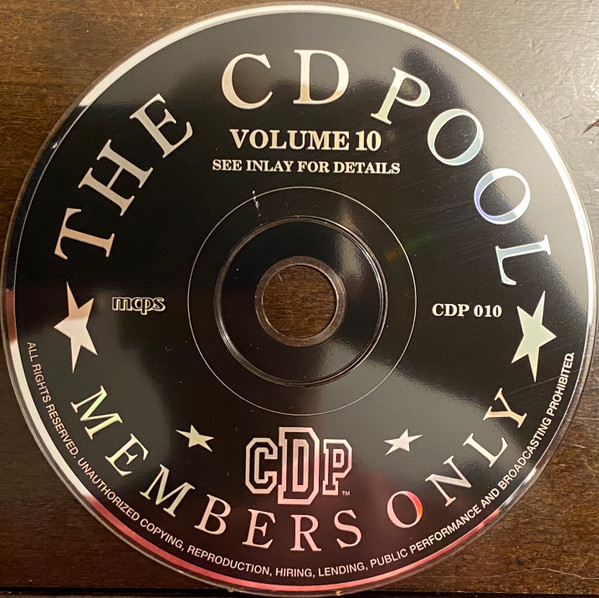 THE CD POOL
VOLUME 10
SEE INLAY FOR DETAILS
mcps
CDP 010
CDP™
MEMBERS ONLY
ALL RIGHTS RESERVED. UNAUTHORIZED COPYING, REPRODUCTION, HIRING, LENDING, PUBLIC PERFORMANCE AND BROADCASTING PROHIBITED.